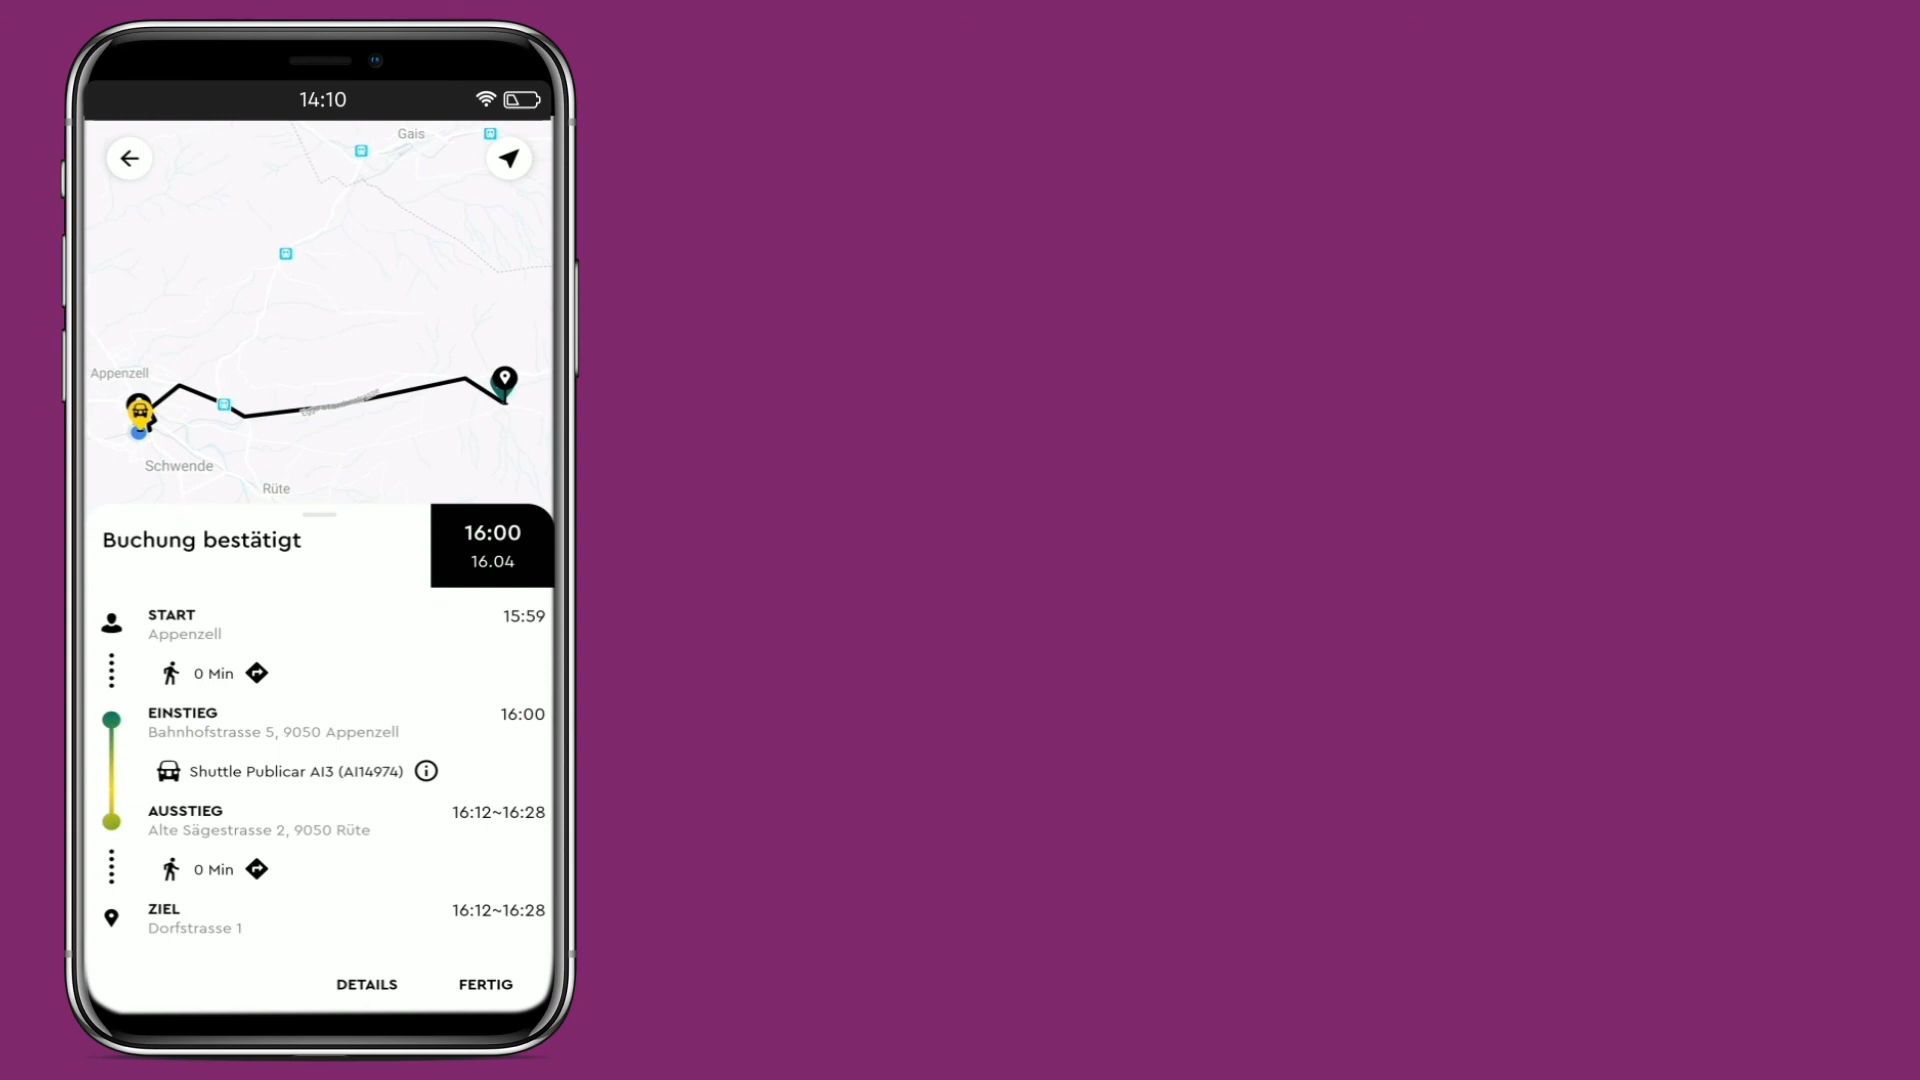 14:10
Gais
Appenzell
Schwende
Rüte
Buchung bestätigt
16:00
16.04
START 15:59
Appenzell
0 Min
EINSTIEG 16:00
Bahnhofstrasse 5, 9050 Appenzell
Shuttle Publicar AI3 (AI14974)
AUSSTIEG 16:12~16:28
Alte Sägestrasse 2, 9050 Rüte
0 Min
ZIEL 16:12~16:28
Dorfstrasse 1
DETAILS FERTIG